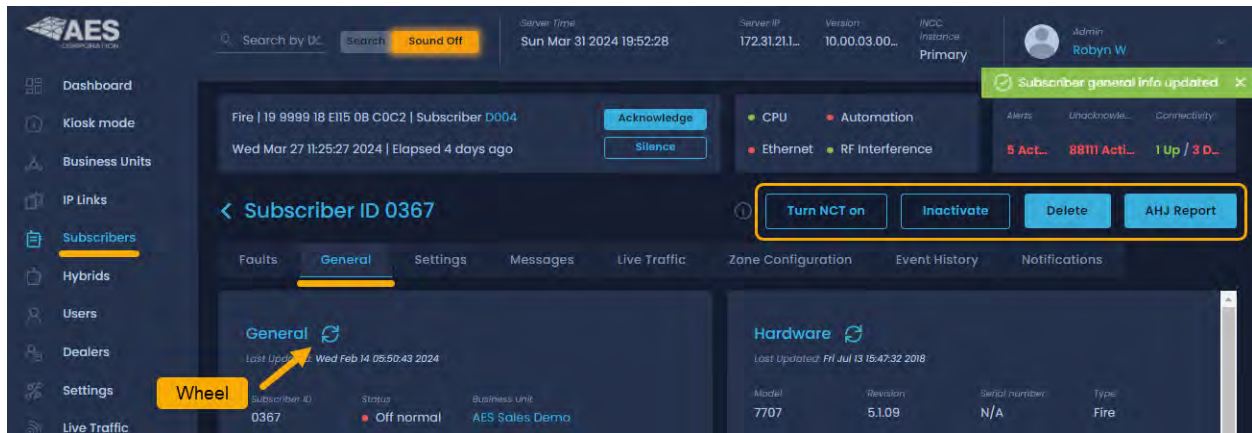 AES
CORPORATION
Search by
Search
Sound Off
Server Time
Sun Mar 31 2024 19:52:28
Server IP
172.31.21.1...
Version
10.00.03.00...
INCC
Instance
Primary
Admin
Robyn W
Subscriber general info updated
Dashboard
Kiosk mode
Business Units
IP Links
Subscribers
Hybrids
Users
Dealers
Settings
Live Traffic
Fire | 19 9999 18 E115 0B C0C2 | Subscriber D004
Acknowledge
Wed Mar 27 11:25:27 2024 | Elapsed 4 days ago
Silence
CPU
Automation
Ethernet
RF Interference
Alerts
Unacknowle...
Connectivity
5 Act...
88111 Acti...
1 Up / 3 D...
Subscriber ID 0367
Turn NCT on
Inactivate
Delete
AHJ Report
Faults
General
Settings
Messages
Live Traffic
Zone Configuration
Event History
Notifications
General
Last Updated: Wed Feb 14 05:50:43 2024
Wheel
Subscriber ID
Status
Business Unit
0367
Off normal
AES Sales Demo
Hardware
Last Updated: Fri Jul 13 15:47:32 2018
Model
Revision
Serial number
Type
7707
5.1.09
N/A
Fire